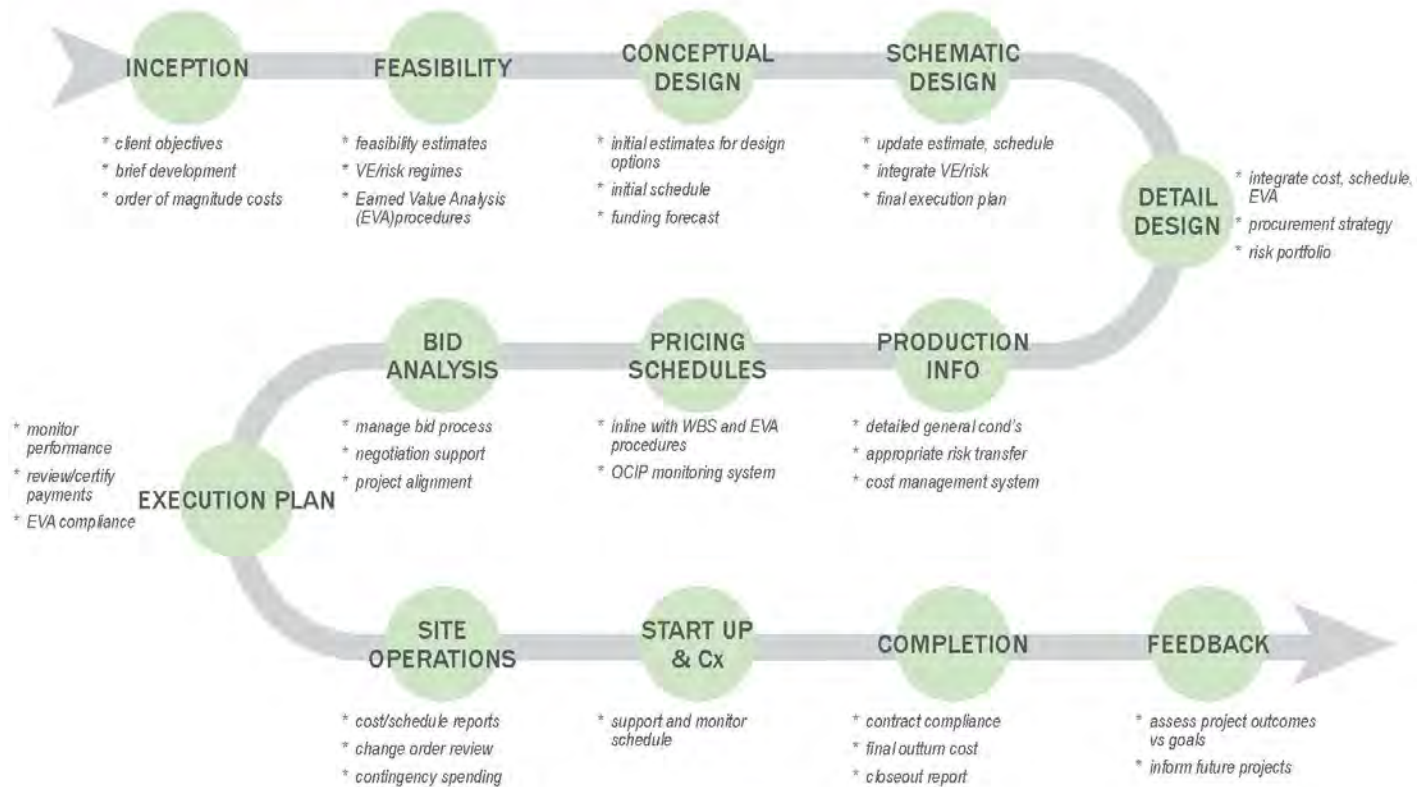 INCEPTION
* client objectives
* brief development
* order of magnitude costs
FEASIBILITY
* feasibility estimates
* VE/risk regimes
* Earned Value Analysis
(EVA)procedures
CONCEPTUAL
DESIGN
* initial estimates for design
options
* initial schedule
* funding forecast
SCHEMATIC
DESIGN
* update estimate, schedule
* integrate VE/risk
* final execution plan
DETAIL
DESIGN
* integrate cost, schedule,
EVA
* procurement strategy
* risk portfolio
PRODUCTION
INFO
* detailed general cond's
* appropriate risk transfer
* cost management system
PRICING
SCHEDULES
* inline with WBS and EVA
procedures
* OCIP monitoring system
BID
ANALYSIS
* manage bid process
* negotiation support
* project alignment
EXECUTION PLAN
* monitor
performance
* review/certify
payments
* EVA compliance
SITE
OPERATIONS
* cost/schedule reports
* change order review
* contingency spending
START UP
& Cx
* support and monitor
schedule
COMPLETION
* contract compliance
* final outturn cost
* closeout report
FEEDBACK
* assess project outcomes
vs goals
* inform future projects